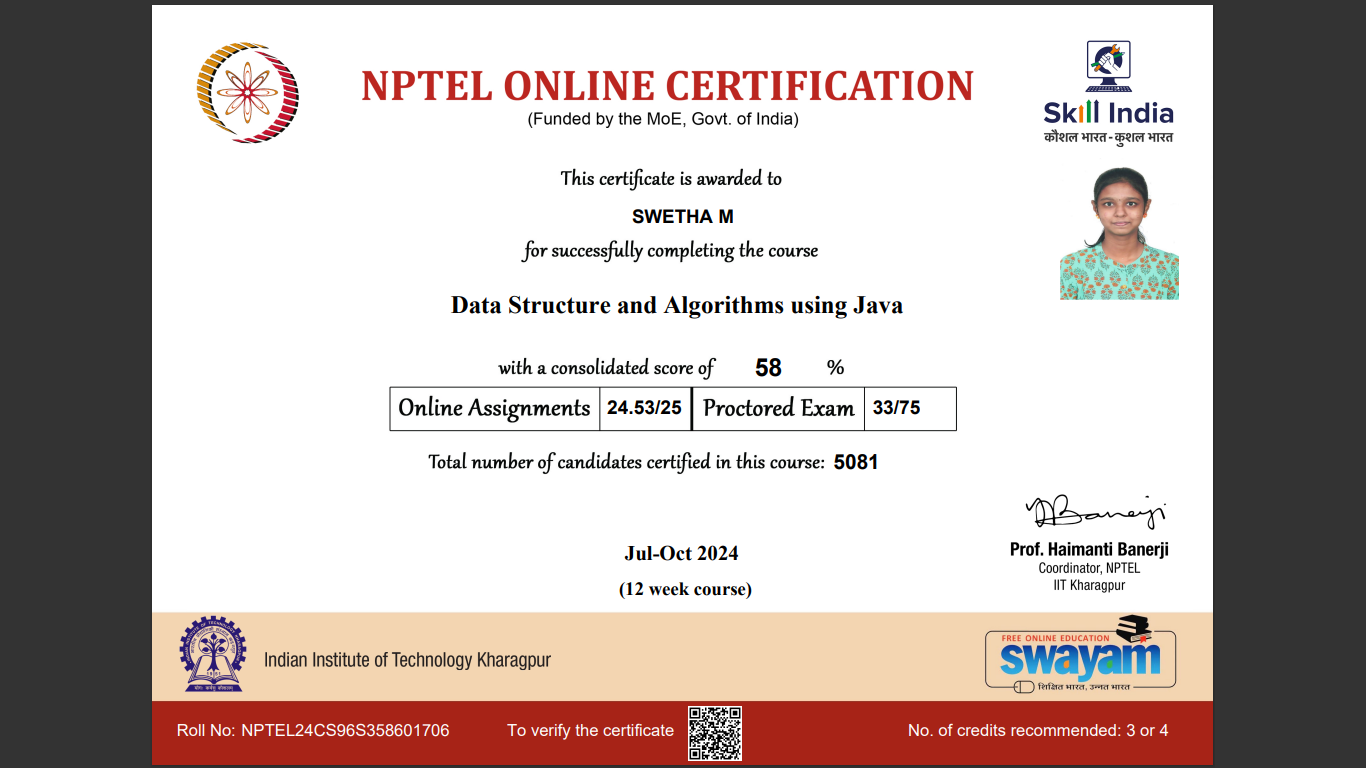 NPTEL ONLINE CERTIFICATION
(Funded by the MoE, Govt. of India)
Skill India
कौशल भारत - कुशल भारत
This certificate is awarded to
SWETHA M
for successfully completing the course
Data Structure and Algorithms using Java
with a consolidated score of 58 %
Online Assignments 24.53/25 Proctored Exam 33/75
Total number of candidates certified in this course: 5081
Jul-Oct 2024
(12 week course)
Prof. Haimanti Banerji
Coordinator, NPTEL
IIT Kharagpur
Indian Institute of Technology Kharagpur
FREE ONLINE EDUCATION
swayam
शिक्षित भारत, उन्नत भारत
Roll No: NPTEL24CS96S358601706
To verify the certificate
No. of credits recommended: 3 or 4